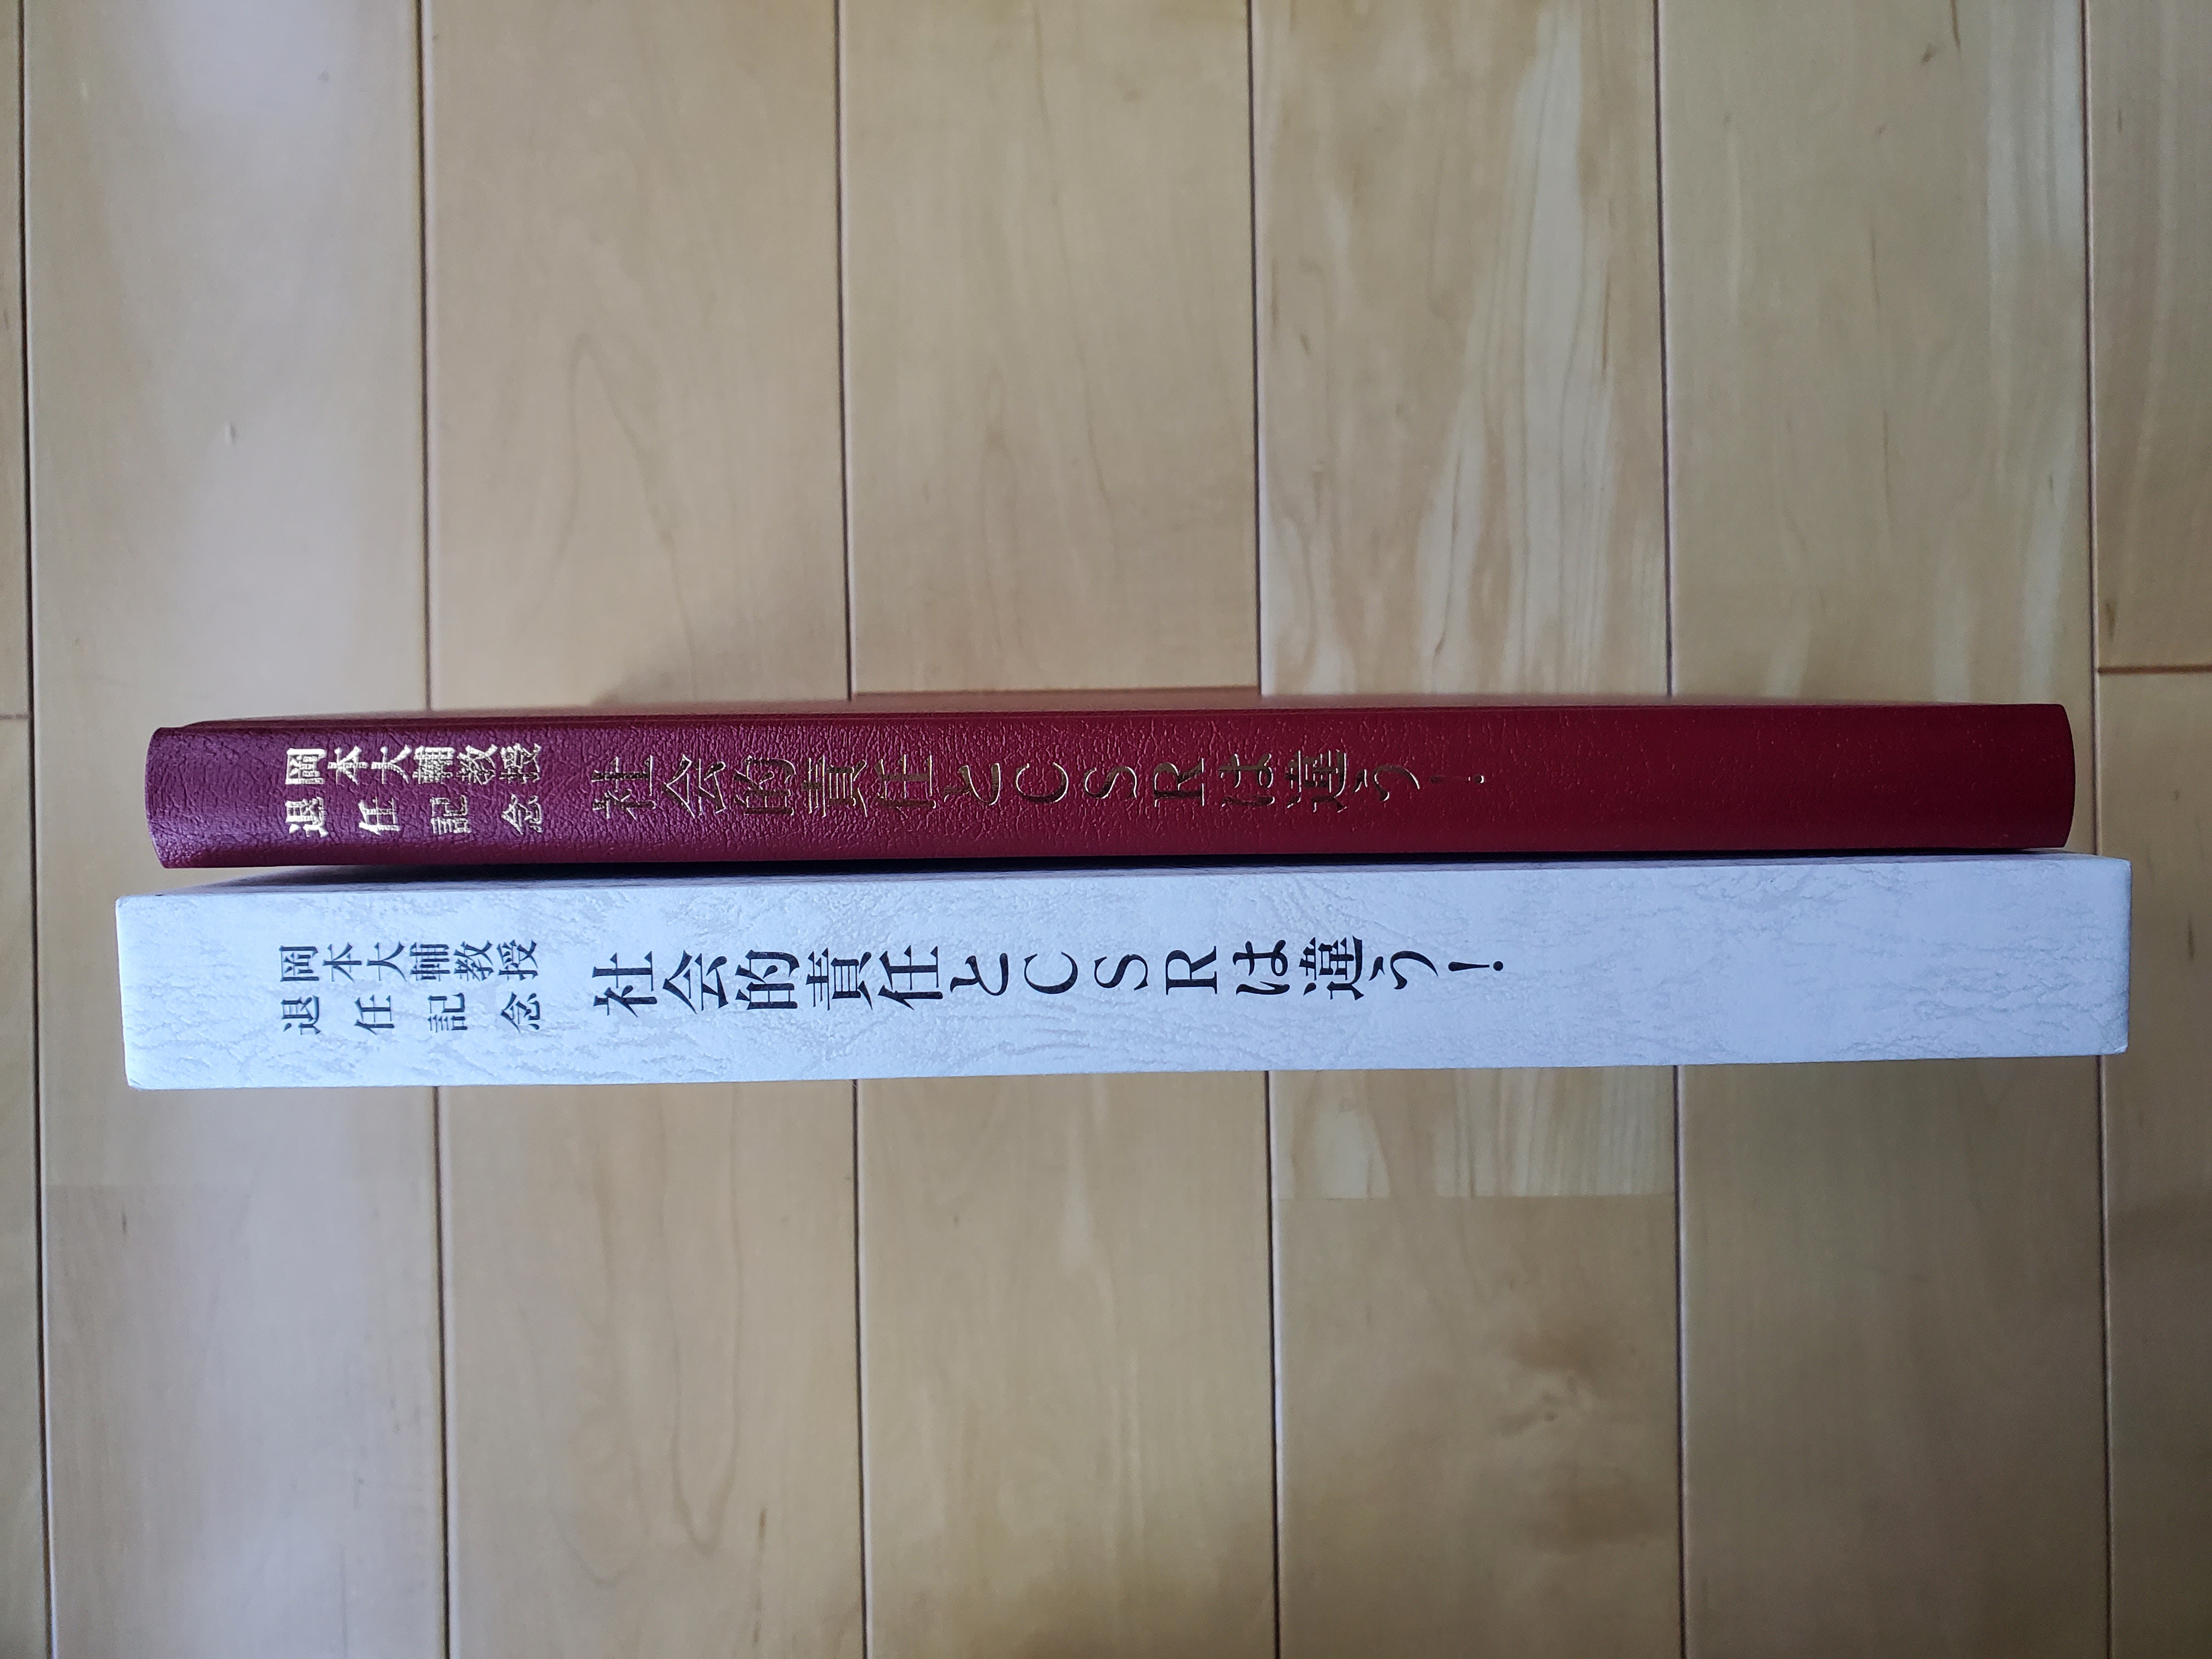 岡本大輔教授
退任記念
社会的責任とCSRは違う！
岡本大輔教授
退任記念
社会的責任とCSRは違う！